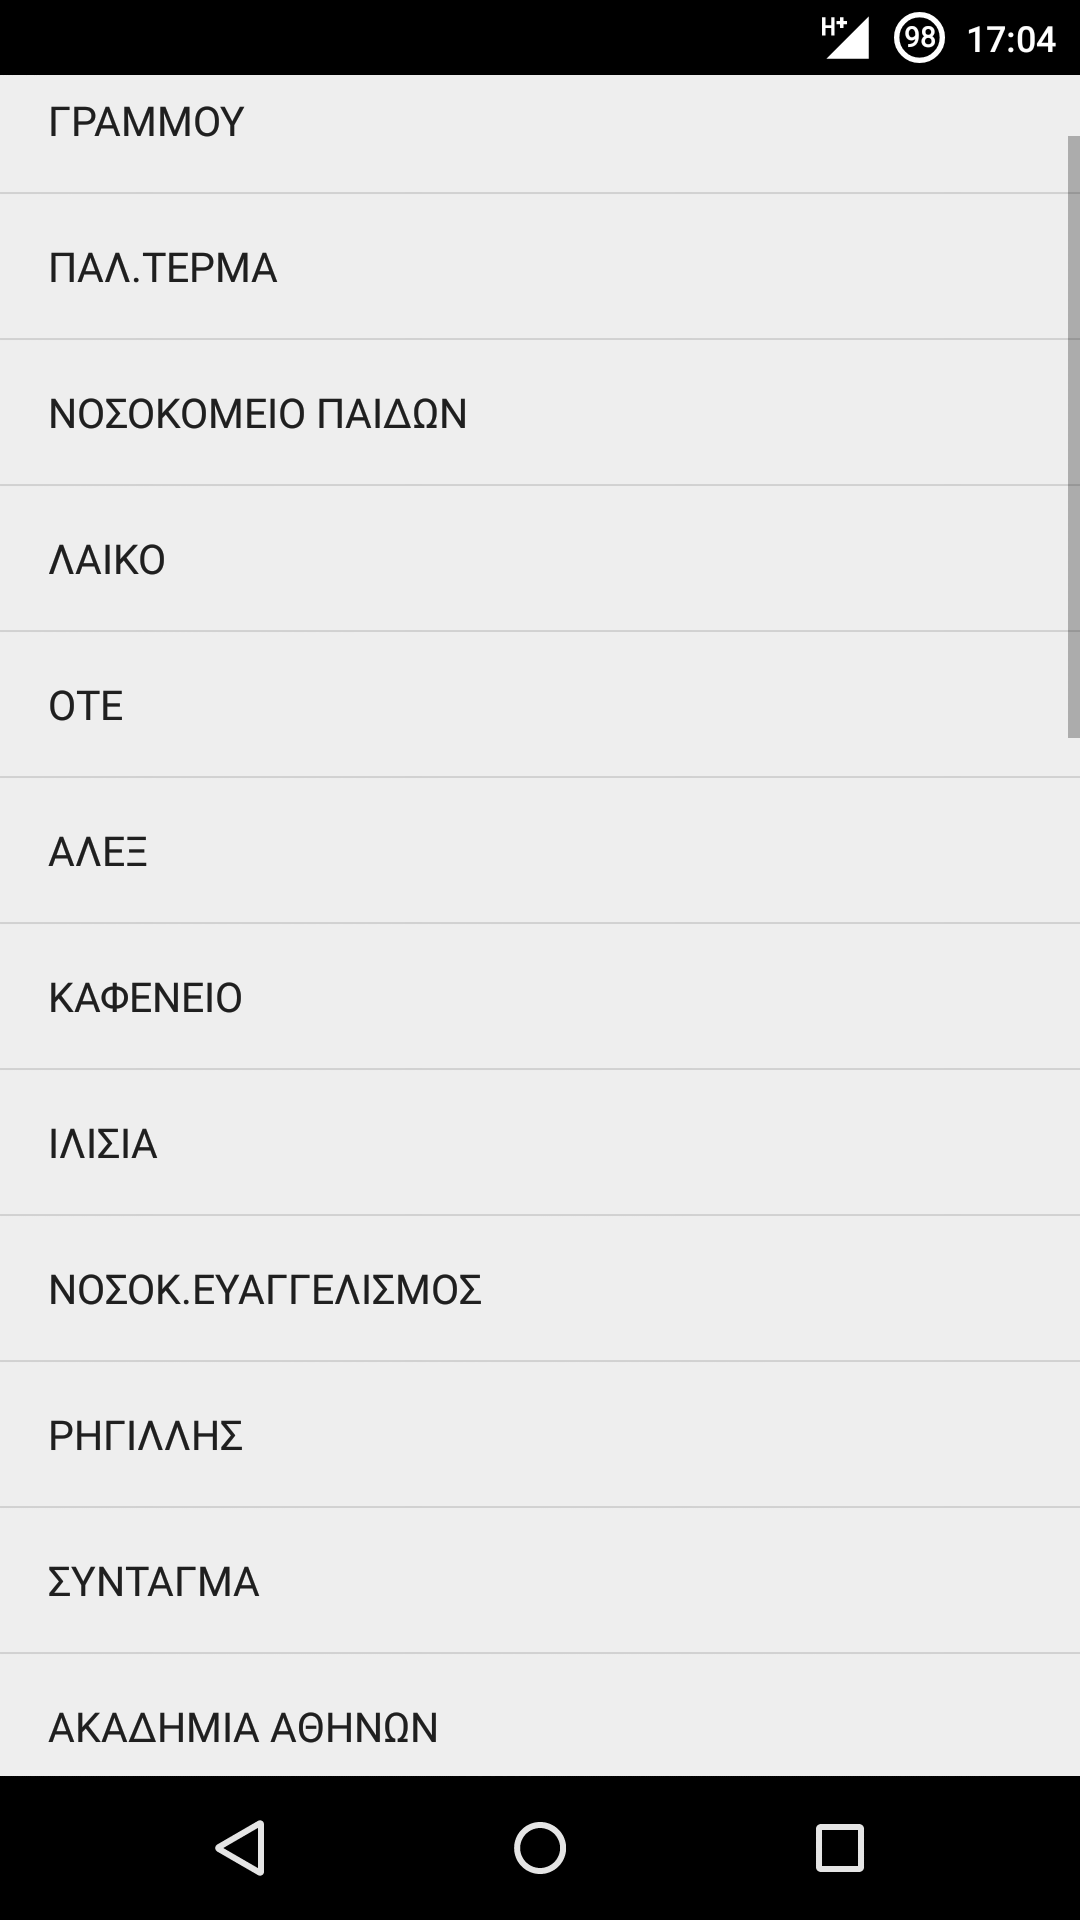 H+ 98 17:04
ΓΡΑΜΜΟΥ
ΠΑΛ.ΤΕΡΜΑ
ΝΟΣΟΚΟΜΕΙΟ ΠΑΙΔΩΝ
ΛΑΙΚΟ
ΟΤΕ
ΑΛΕΞ
ΚΑΦΕΝΕΙΟ
ΙΛΙΣΙΑ
ΝΟΣΟΚ.ΕΥΑΓΓΕΛΙΣΜΟΣ
ΡΗΓΙΛΛΗΣ
ΣΥΝΤΑΓΜΑ
ΑΚΑΔΗΜΙΑ ΑΘΗΝΩΝ